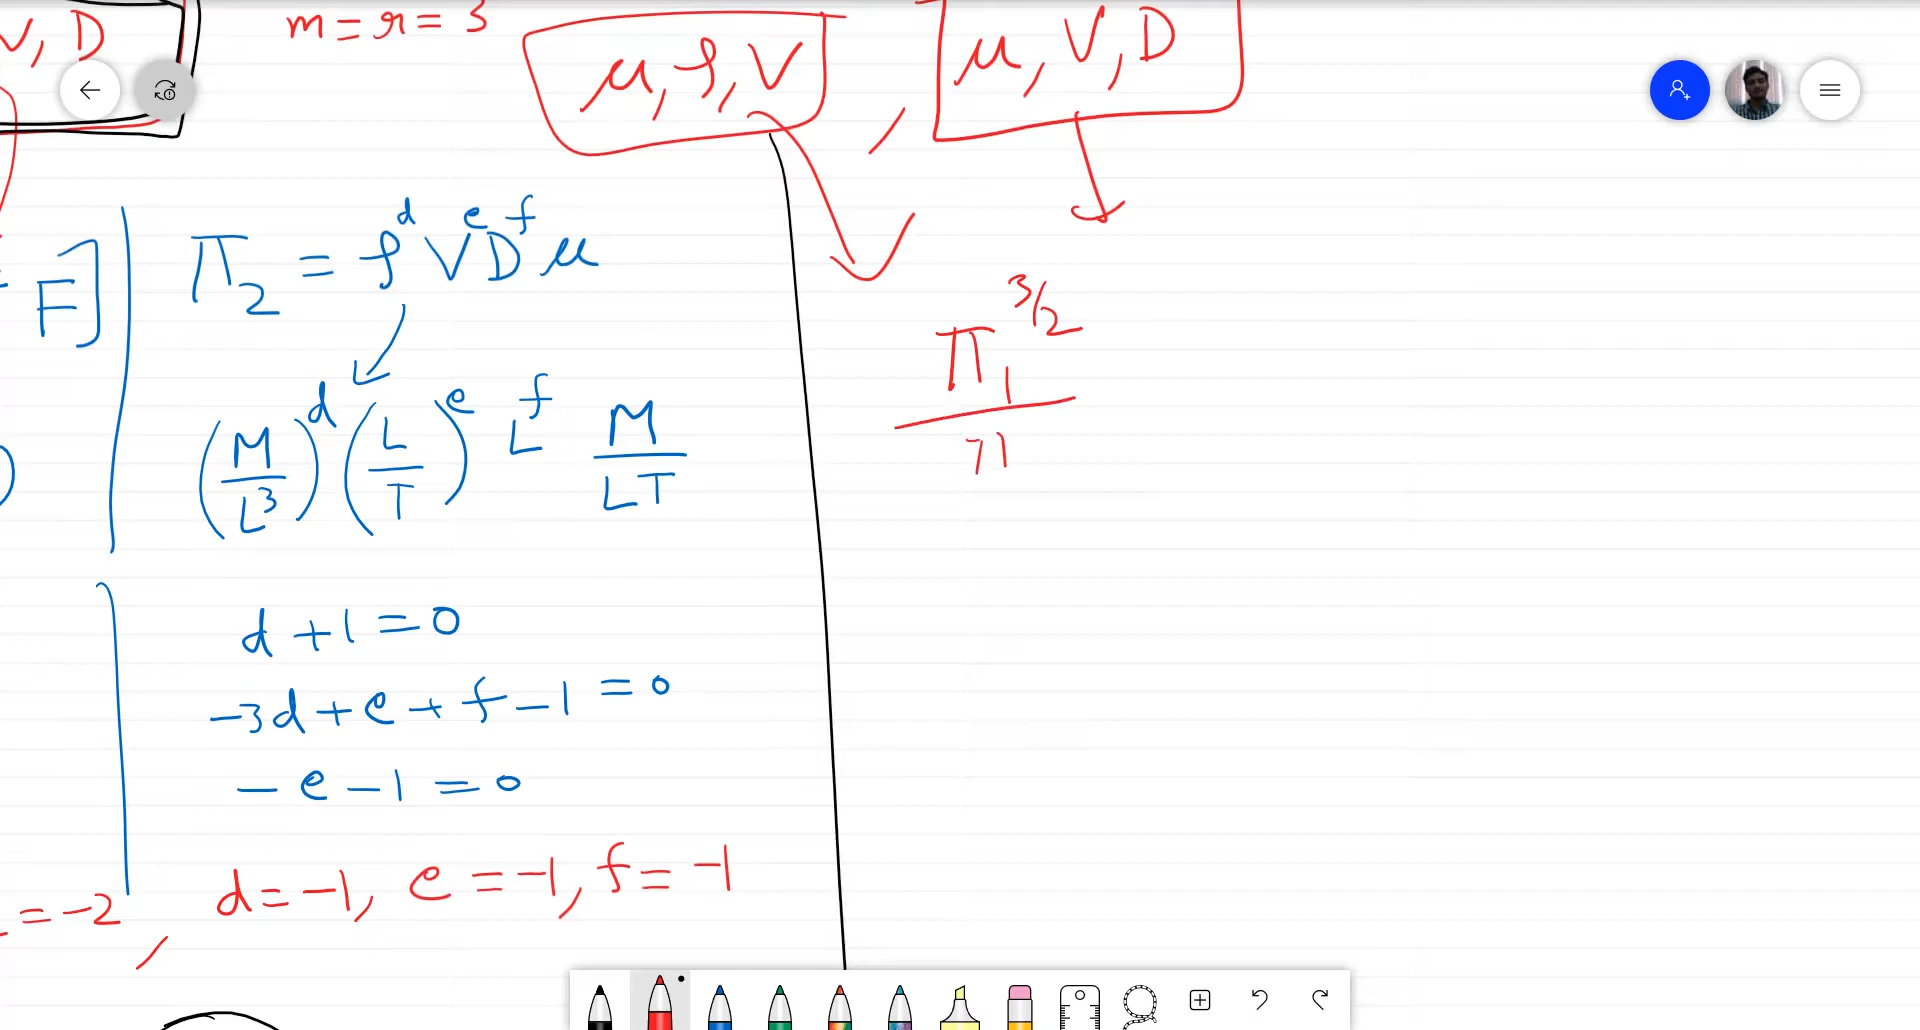 V, D
m = r = 3
μ, ρ, V , μ, V, D
F]
Π₂ = ρ^d V^e D^f μ
(M/L³)^d (L/T)^e L^f M/LT
Π₁^(3/2)
d + 1 = 0
-3d + e + f - 1 = 0
- e - 1 = 0
= -2 , d = -1, e = -1, f = -1